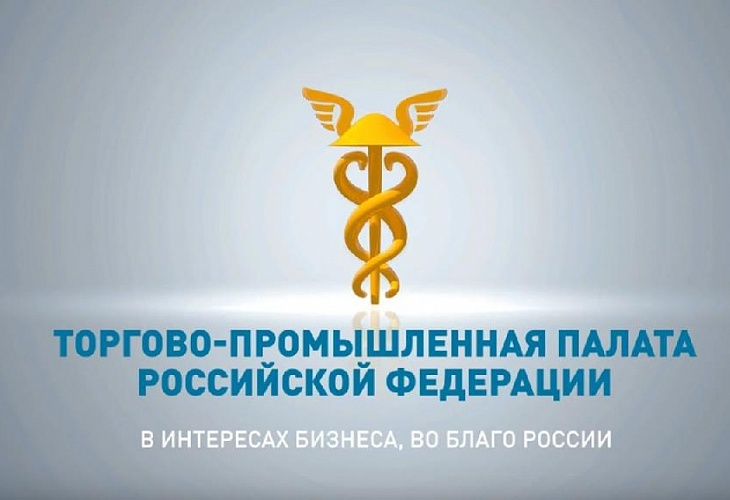 ТОРГОВО-ПРОМЫШЛЕННАЯ ПАЛАТА
РОССИЙСКОЙ ФЕДЕРАЦИИ
В ИНТЕРЕСАХ БИЗНЕСА, ВО БЛАГО РОССИИ